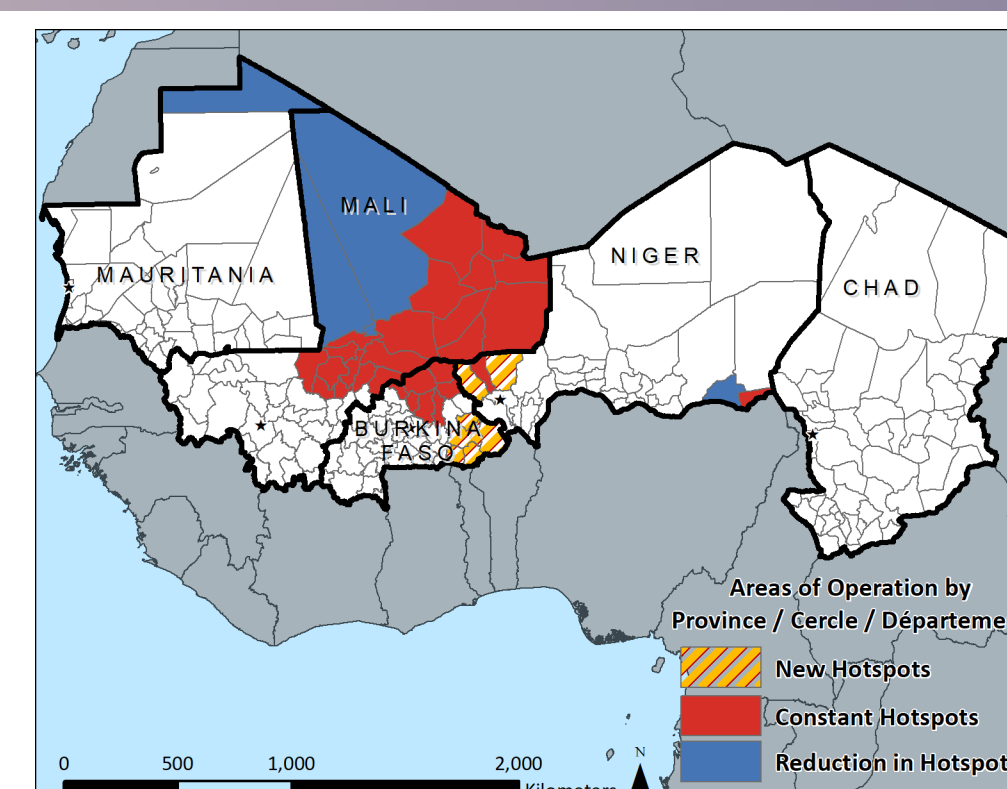 MALI
NIGER
MAURITANIA
CHAD
BURKINA
FASO
Areas of Operation by
Province / Cercle / Départeme
New Hotspots
Constant Hotspots
Reduction in Hotspot
0 500 1,000 2,000
Kilometers
N